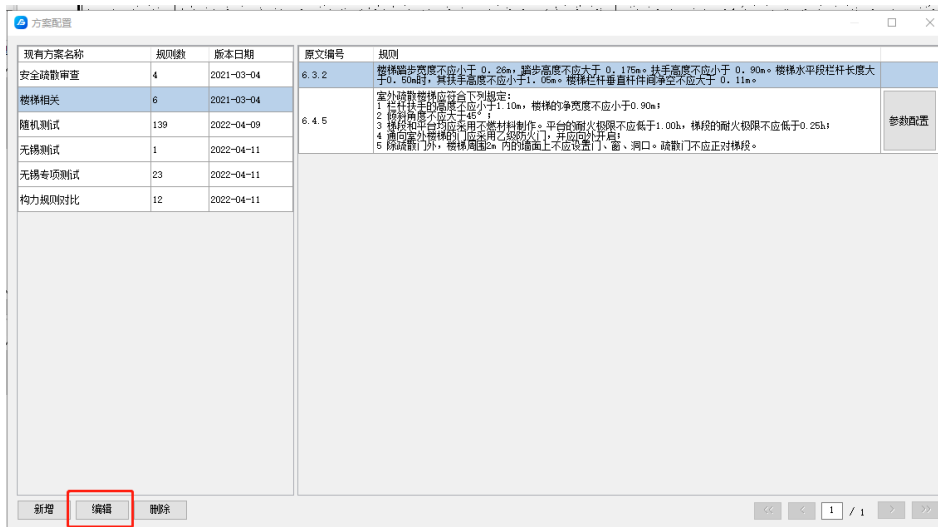 方案配置
现有方案名称 规则数 版本日期
安全疏散审查 4 2021-03-04
楼梯相关 6 2021-03-04
随机测试 139 2022-04-09
无锡测试 1 2022-04-11
无锡专项测试 23 2022-04-11
构力规则对比 12 2022-04-11
原文编号 规则
6.3.2
楼梯踏步宽度不应小于 0. 26m，踏步高度不应大于 0. 175m。扶手高度不应小于 0. 90m。楼梯水平段栏杆长度大
于0. 50m时，其扶手高度不应小于1. 05m。楼梯栏杆垂直杆件间净空不应大于 0. 11m。
6.4.5
室外疏散楼梯应符合下列规定：
1 栏杆扶手的高度不应小于1.10m，楼梯的净宽度不应小于0.90m；
2 倾斜角度不应大于45°；
3 梯段和平台均应采用不燃材料制作。平台的耐火极限不应低于1.00h，梯段的耐火极限不应低于0.25h；
4 通向室外楼梯的门应采用乙级防火门，并应向外开启；
5 除疏散门外，楼梯周围2m 内的墙面上不应设置门、窗、洞口。疏散门不应正对梯段。
参数配置
新增 编辑 删除
<< < 1 / 1 > >>